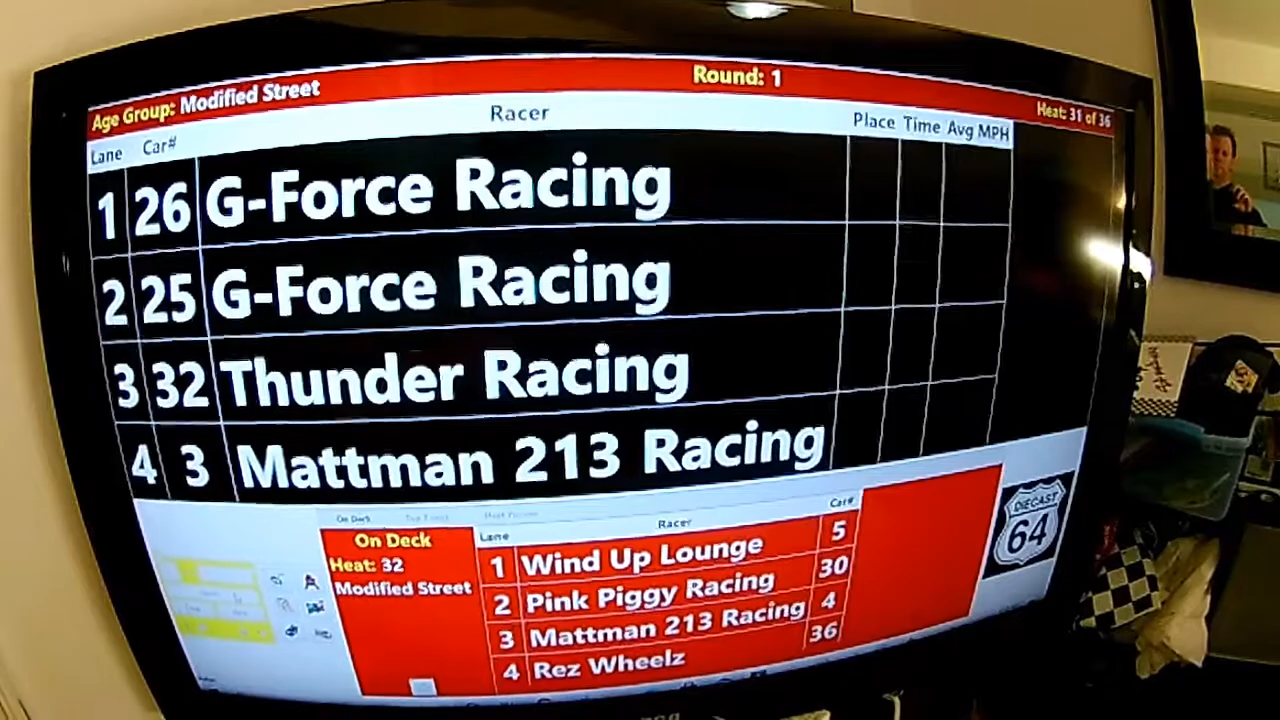 Age Group: Modified Street Round: 1 Heat: 31 of 36
Lane Car# Racer Place Time Avg MPH
1 26 G-Force Racing
2 25 G-Force Racing
3 32 Thunder Racing
4 3 Mattman 213 Racing
On Deck
On Deck
Heat: 32
Modified Street
Lane Racer Car#
1 Wind Up Lounge 5
2 Pink Piggy Racing 30
3 Mattman 213 Racing 4
4 Rez Wheelz 36
DIECAST
64